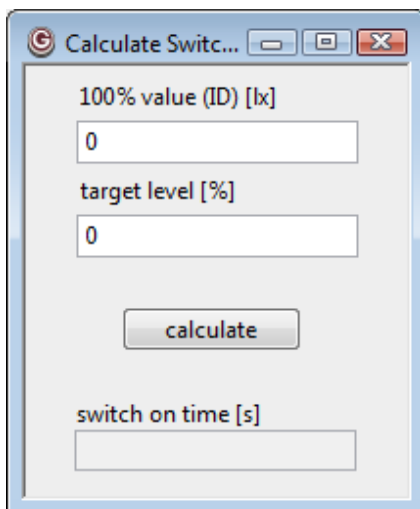 Calculate Switc...
100% value (ID) [lx]
0
target level [%]
0
calculate
switch on time [s]